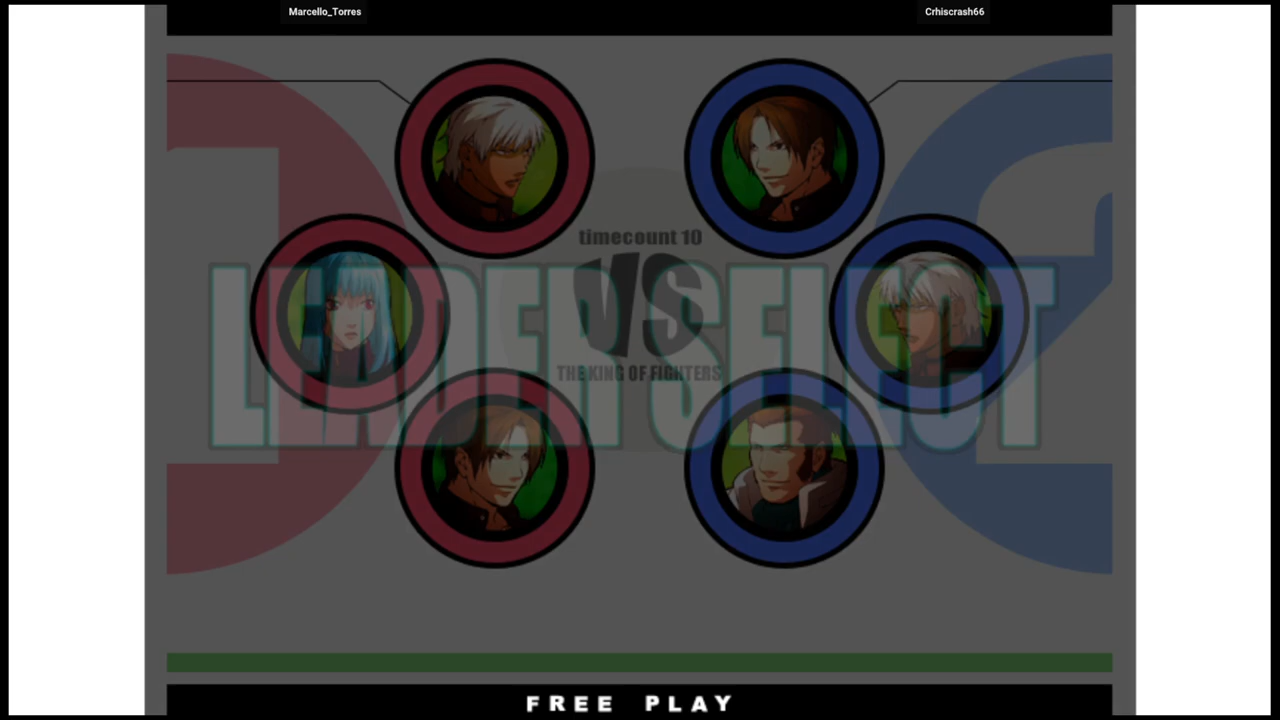 Marcello_Torres
Crhiscrash66
timecount 10
VS
THE KING OF FIGHTERS
LEADER SELECT
FREE PLAY